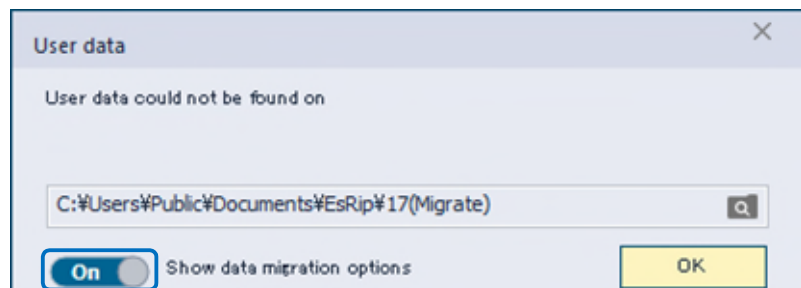 User data
User data could not be found on
C:¥Users¥Public¥Documents¥EsRip¥17(Migrate)
On
Show data migration options
OK